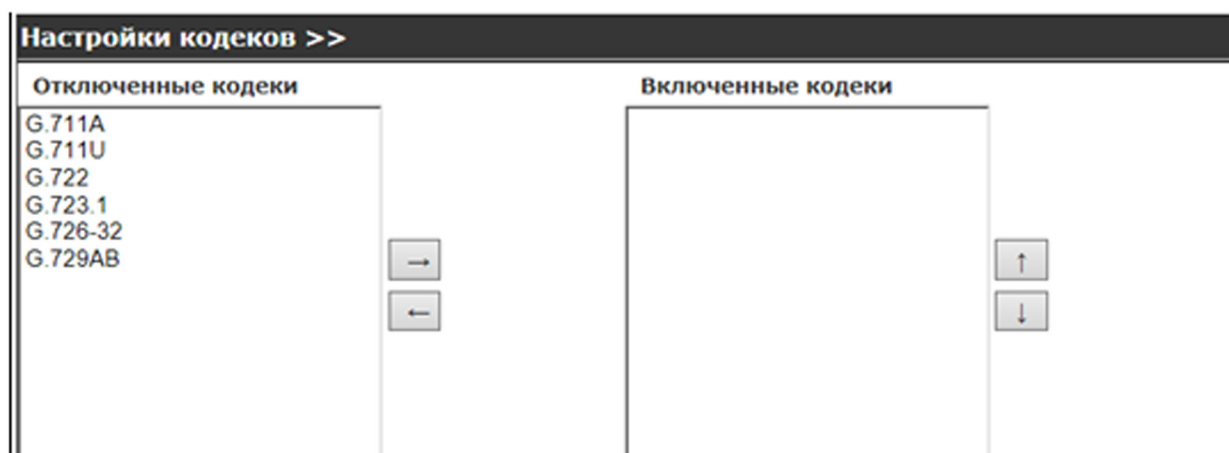 Настройки кодеков >>
Отключенные кодеки
Включенные кодеки
G.711A
G.711U
G.722
G.723.1
G.726-32
G.729AB
→
←
↑
↓